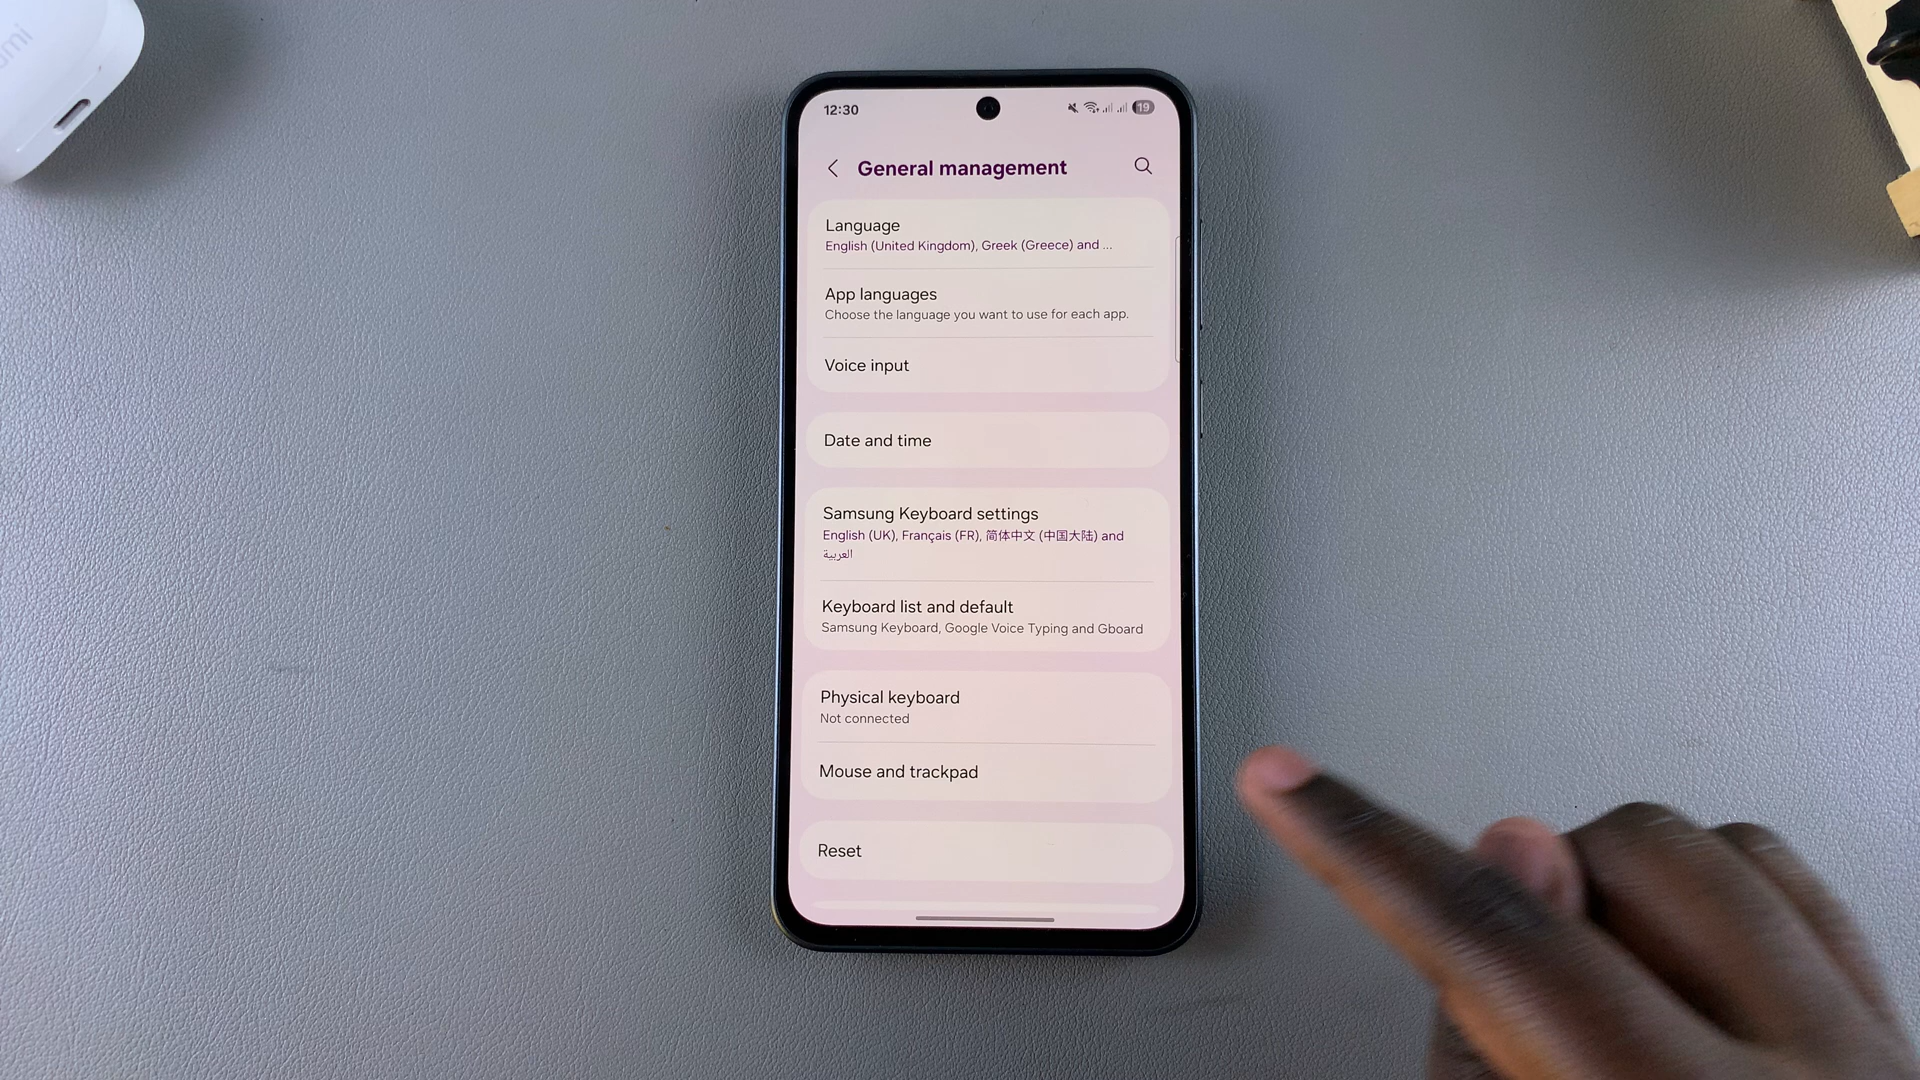 12:30
19
General management
Language
English (United Kingdom), Greek (Greece) and ...
App languages
Choose the language you want to use for each app.
Voice input
Date and time
Samsung Keyboard settings
English (UK), Français (FR), 简体中文 (中国大陆) and
العربية
Keyboard list and default
Samsung Keyboard, Google Voice Typing and Gboard
Physical keyboard
Not connected
Mouse and trackpad
Reset